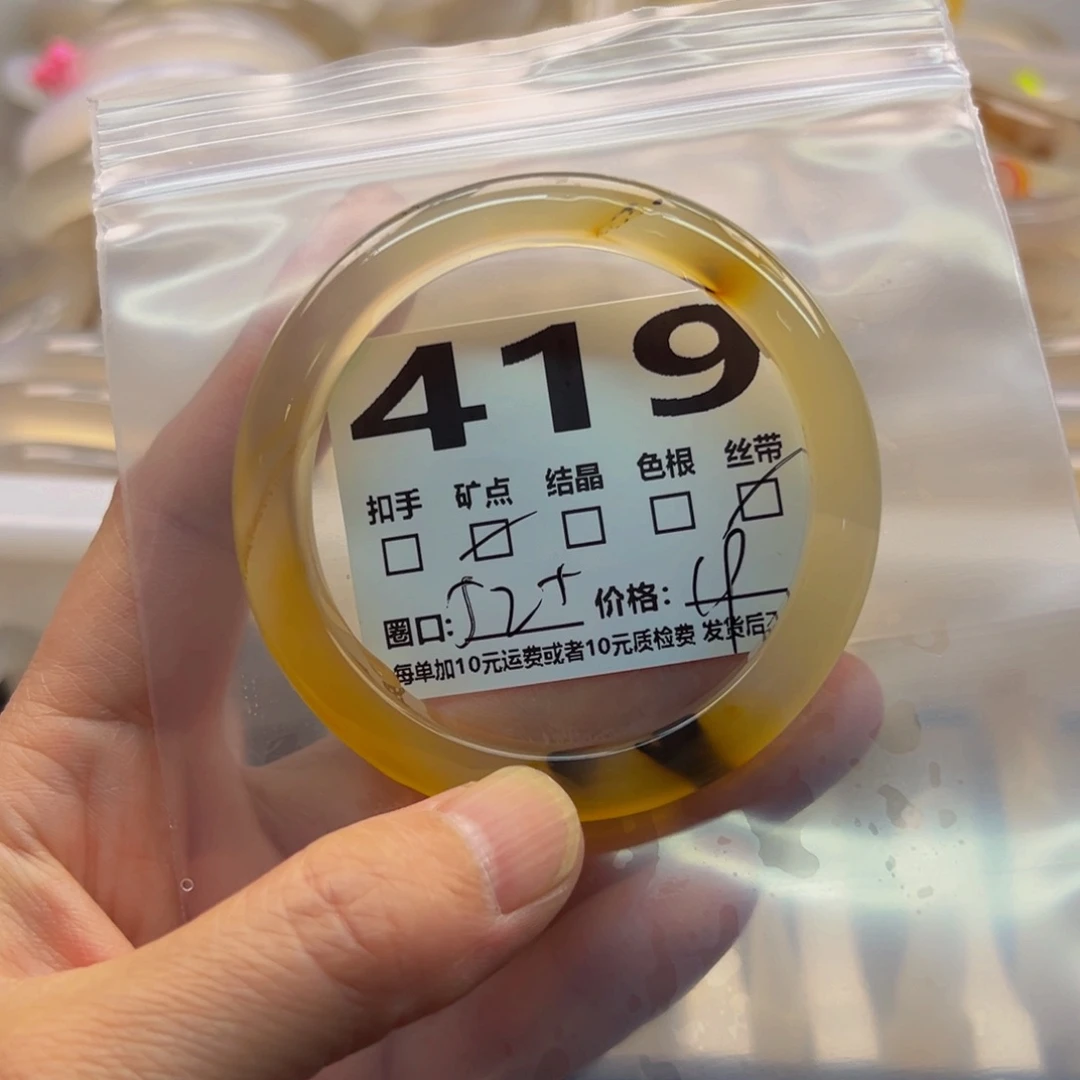 419
扣手 矿点 结晶 色根 丝带
圈口: 52+ 价格:
每单加10元运费或者10元质检费 发货后